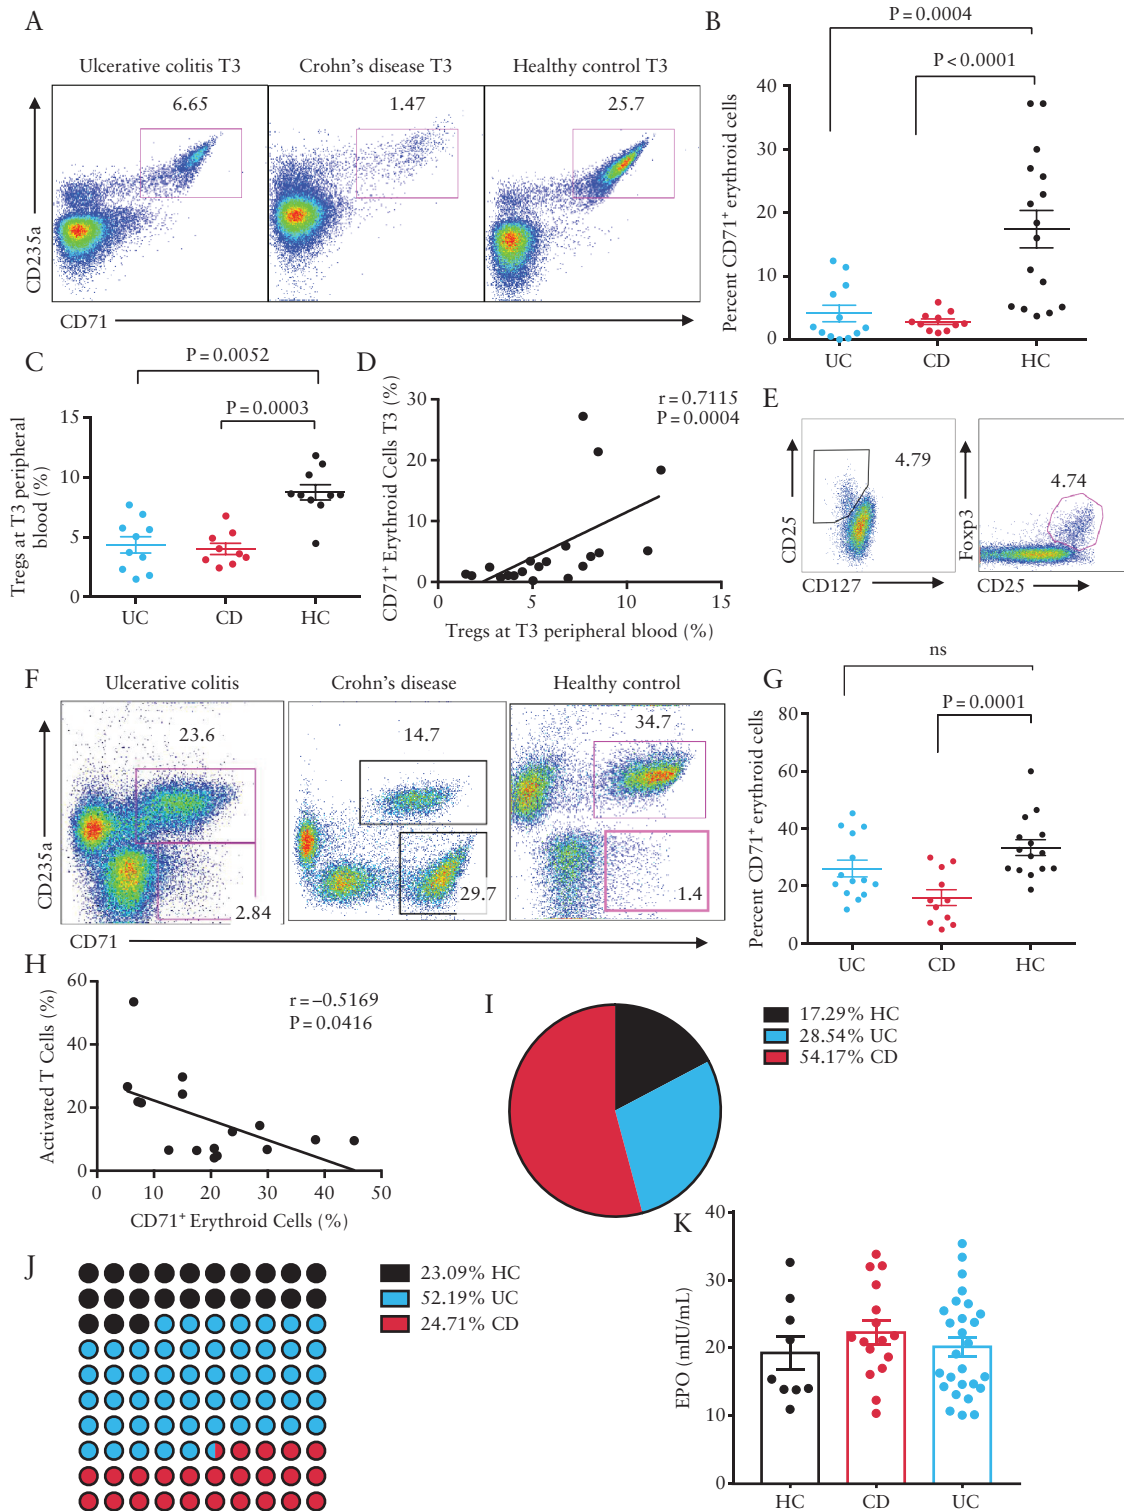 A
Ulcerative colitis T3
Crohn's disease T3
Healthy control T3
6.65
1.47
25.7
CD235a
CD71
B
P = 0.0004
P < 0.0001
Percent CD71⁺ erythroid cells
40
30
20
10
0
UC
CD
HC
C
P = 0.0052
P = 0.0003
Tregs at T3 peripheral
blood (%)
15
10
5
0
UC
CD
HC
D
CD71⁺ Erythroid Cells T3 (%)
30
20
10
0
r = 0.7115
P = 0.0004
0
5
10
15
Tregs at T3 peripheral blood (%)
E
4.79
CD25
CD127
4.74
Foxp3
CD25
F
Ulcerative colitis
Crohn's disease
Healthy control
23.6
2.84
14.7
29.7
34.7
1.4
CD235a
CD71
G
ns
P = 0.0001
Percent CD71⁺ erythroid cells
80
60
40
20
0
UC
CD
HC
H
Activated T Cells (%)
60
40
20
0
r = −0.5169
P = 0.0416
0
10
20
30
40
50
CD71⁺ Erythroid Cells (%)
I
17.29% HC
28.54% UC
54.17% CD
J
23.09% HC
52.19% UC
24.71% CD
K
EPO (mIU/mL)
40
30
20
10
0
HC
CD
UC